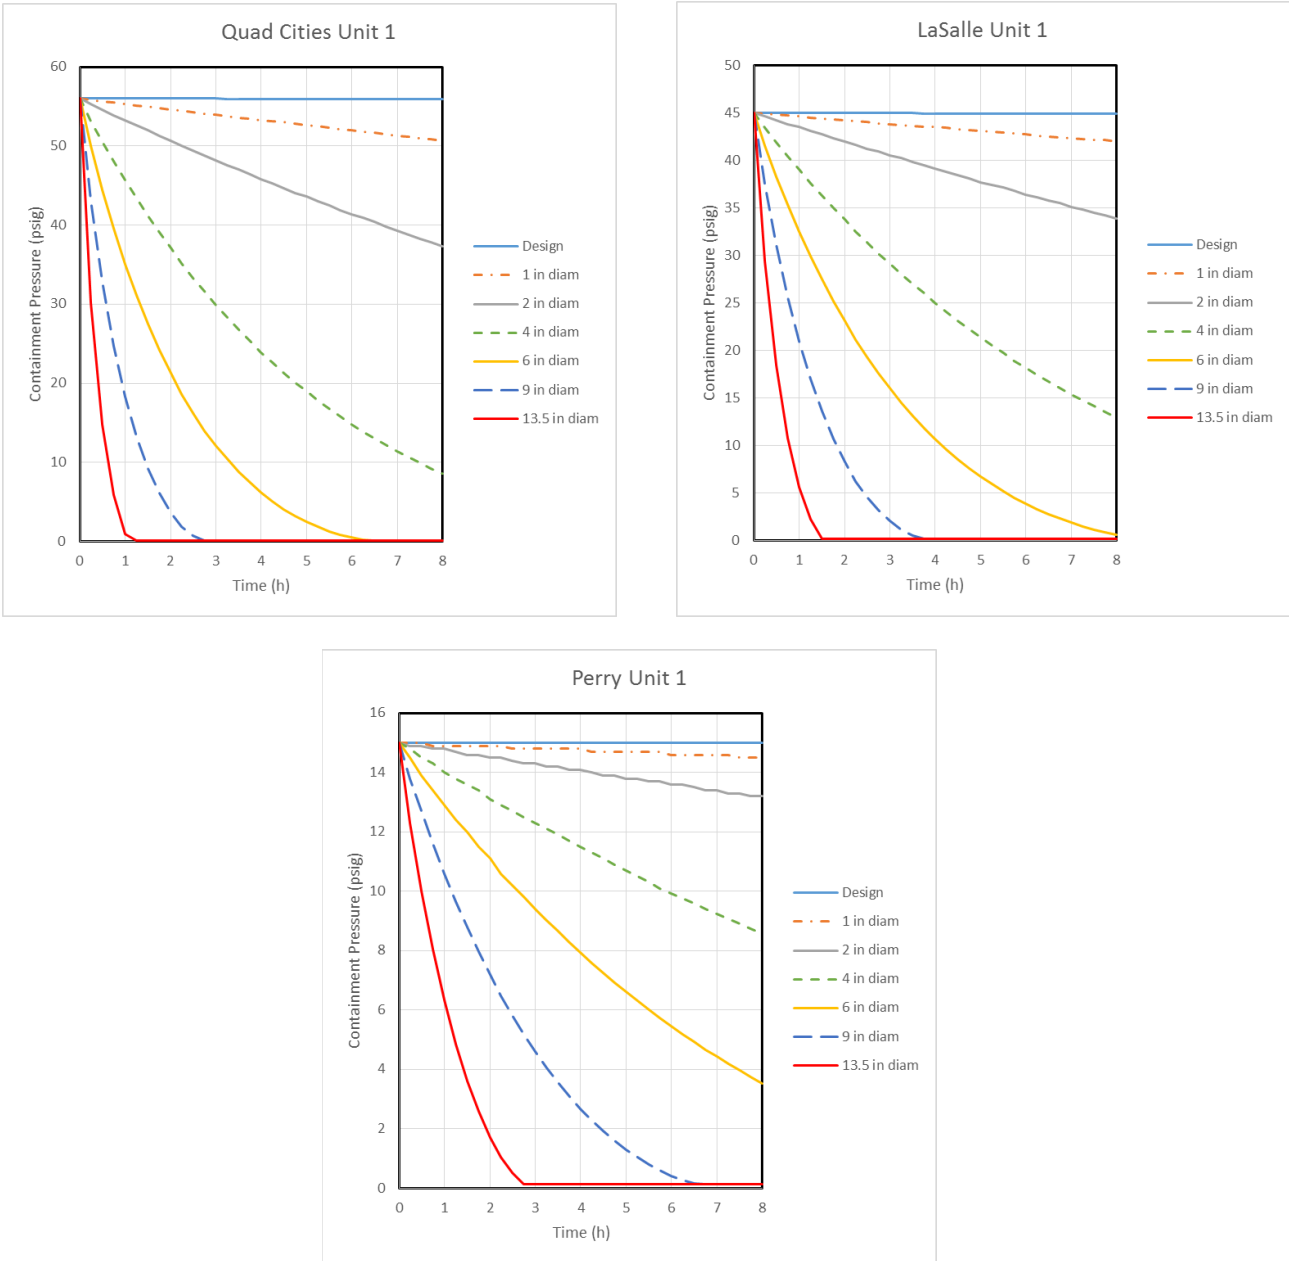 Quad Cities Unit 1
60
50
40
30
20
10
0
Containment Pressure (psig)
0 1 2 3 4 5 6 7 8
Time (h)
Design
1 in diam
2 in diam
4 in diam
6 in diam
9 in diam
13.5 in diam
LaSalle Unit 1
50
45
40
35
30
25
20
15
10
5
0
Containment Pressure (psig)
0 1 2 3 4 5 6 7 8
Time (h)
Design
1 in diam
2 in diam
4 in diam
6 in diam
9 in diam
13.5 in diam
Perry Unit 1
16
14
12
10
8
6
4
2
0
Containment Pressure (psig)
0 1 2 3 4 5 6 7 8
Time (h)
Design
1 in diam
2 in diam
4 in diam
6 in diam
9 in diam
13.5 in diam